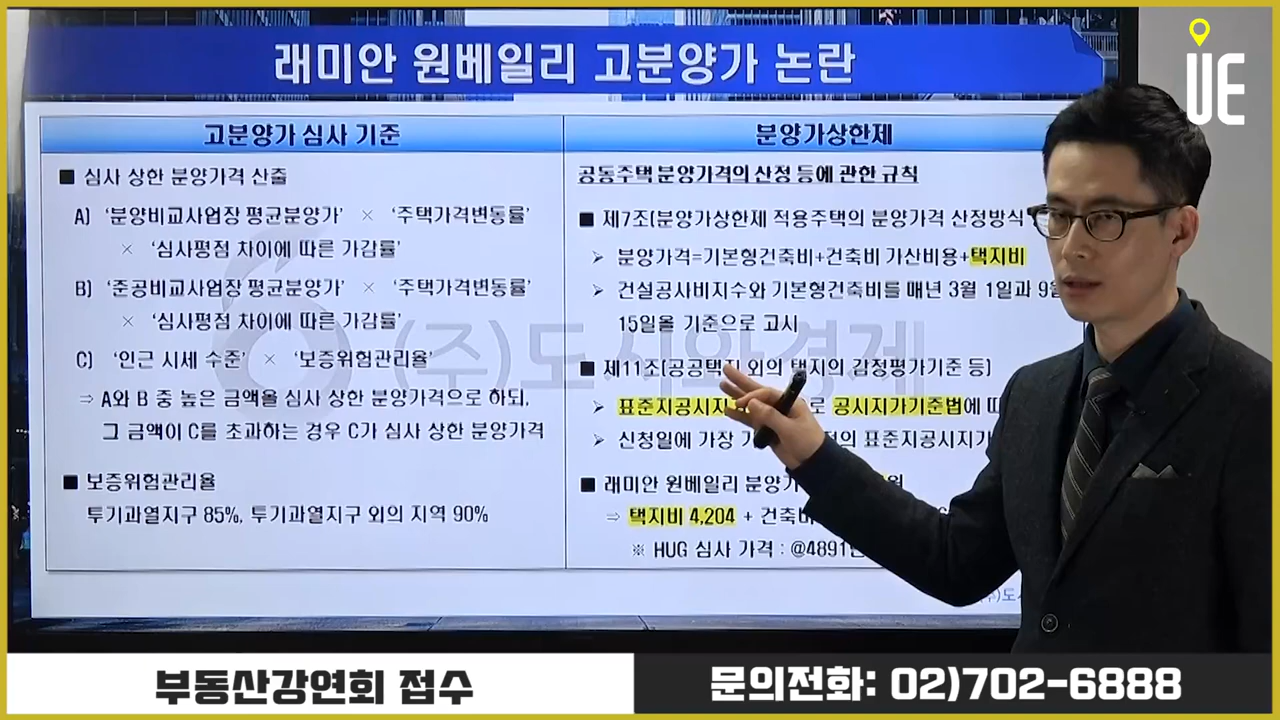 래미안 원베일리 고분양가 논란
UE
고분양가 심사 기준
■ 심사 상한 분양가격 산출
A) ‘분양비교사업장 평균분양가’ × ‘주택가격변동률’
× ‘심사평점 차이에 따른 가감률’
B) ‘준공비교사업장 평균분양가’ × ‘주택가격변동률’
× ‘심사평점 차이에 따른 가감률’
C) ‘인근 시세 수준’ × ‘보증위험관리율’
⇒ A와 B 중 높은 금액을 심사 상한 분양가격으로 하되,
그 금액이 C를 초과하는 경우 C가 심사 상한 분양가격
■ 보증위험관리율
투기과열지구 85%, 투기과열지구 외의 지역 90%
분양가상한제
공동주택 분양가격의 산정 등에 관한 규칙
■ 제7조(분양가상한제 적용주택의 분양가격 산정방식
➢ 분양가격=기본형건축비+건축비 가산비용+택지비
➢ 건설공사비지수와 기본형건축비를 매년 3월 1일과 9월
15일을 기준으로 고시
■ 제11조(공공택지 외의 택지의 감정평가기준 등)
➢ 표준지공시지 로 공시지가기준법에 따
➢ 신청일에 가장 가 의 표준지공시지가
■ 래미안 원베일리 분양가 원
⇒ 택지비 4,204 + 건축비
※ HUG 심사 가격 : @4891만
(주)도시와경제
부동산강연회 접수
문의전화: 02)702-6888